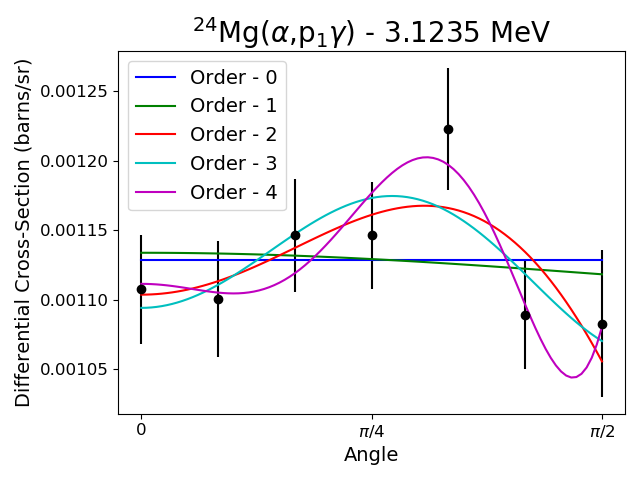 ²⁴Mg(α,p₁γ) - 3.1235 MeV
Differential Cross-Section (barns/sr)
0.00125
0.00120
0.00115
0.00110
0.00105
Order - 0
Order - 1
Order - 2
Order - 3
Order - 4
0
π/4
π/2
Angle